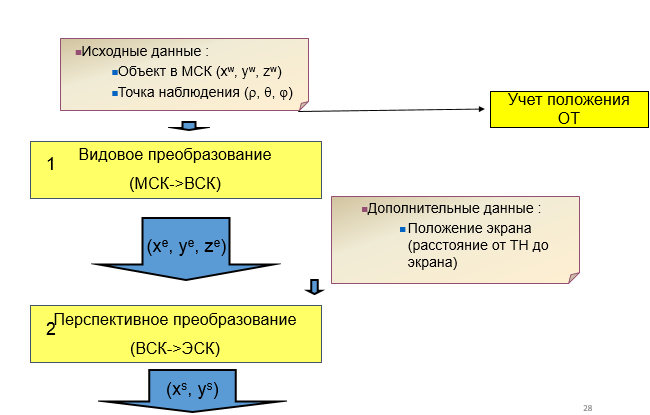 Исходные данные :
Объект в МСК (xʷ, yʷ, zʷ)
Точка наблюдения (ρ, θ, φ)
Учет положения
ОТ
1
Видовое преобразование
(МСК->ВСК)
(xᵉ, yᵉ, zᵉ)
Дополнительные данные :
Положение экрана
(расстояние от ТН до
экрана)
2
Перспективное преобразование
(ВСК->ЭСК)
(xˢ, yˢ)
28